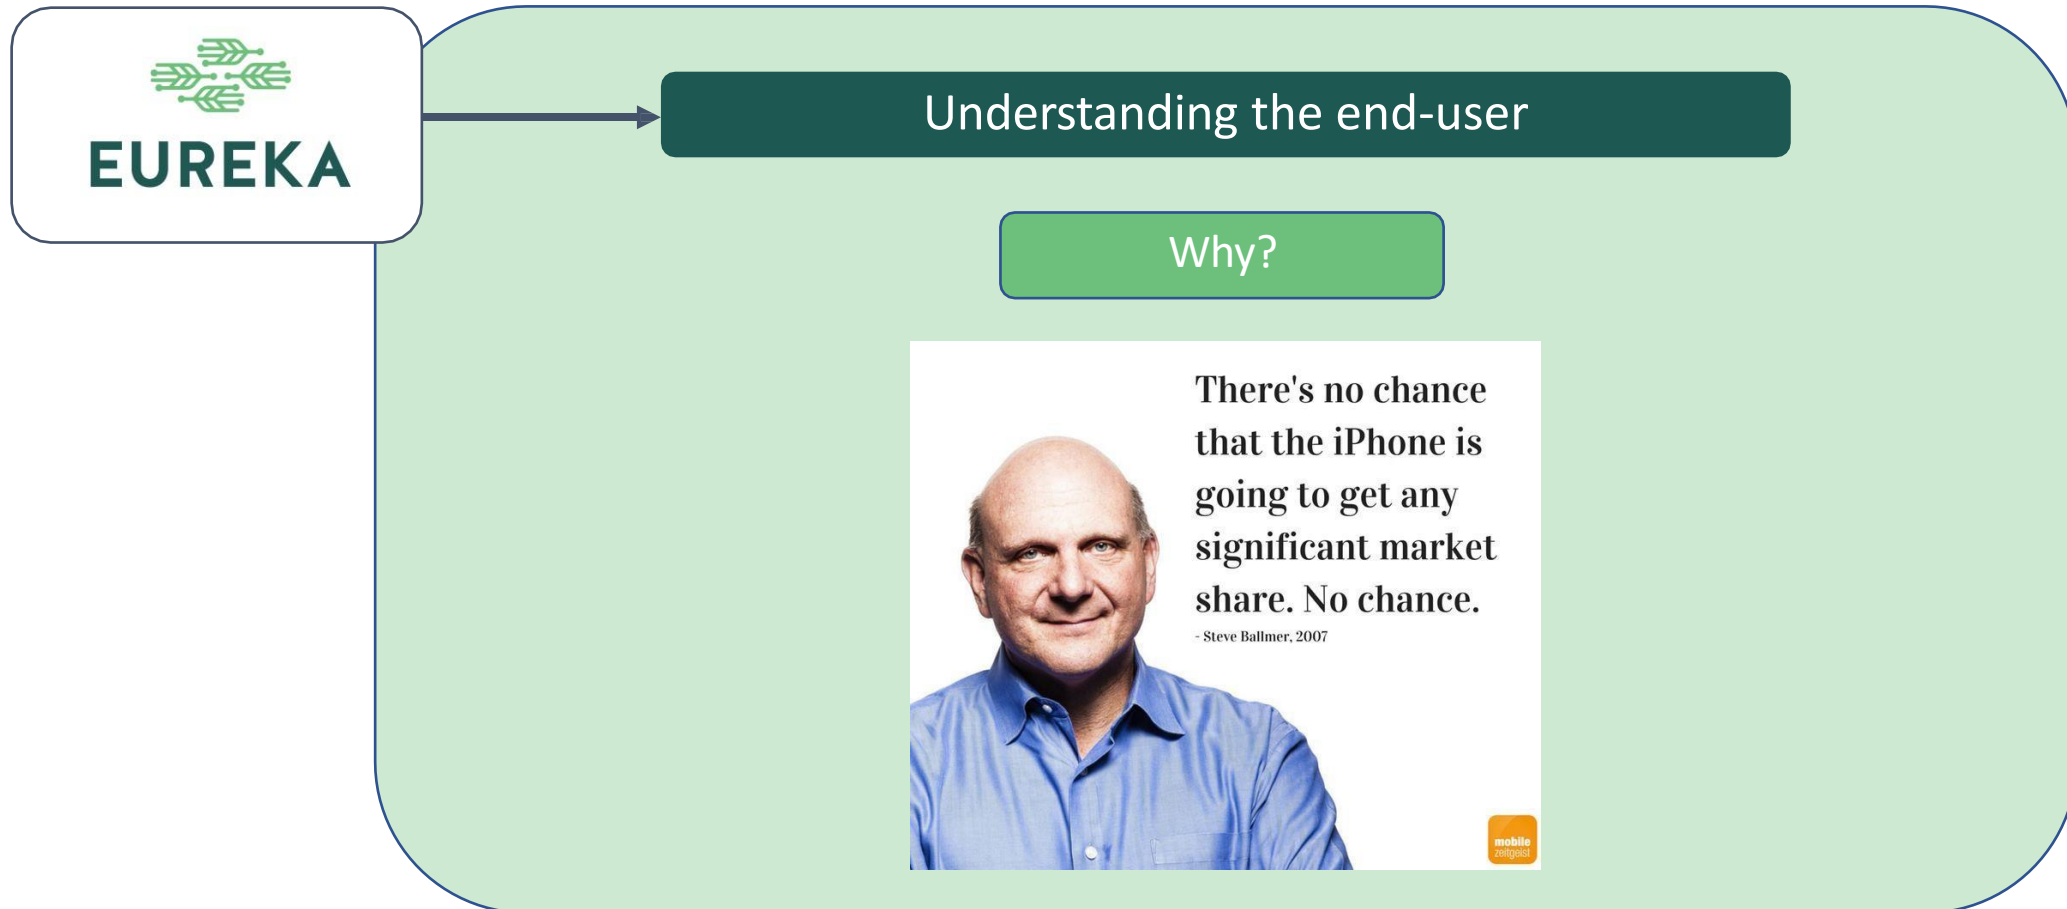 EUREKA
Understanding the end-user
Why?
There's no chance
that the iPhone is
going to get any
significant market
share. No chance.
- Steve Ballmer, 2007
mobile
zeitgeist